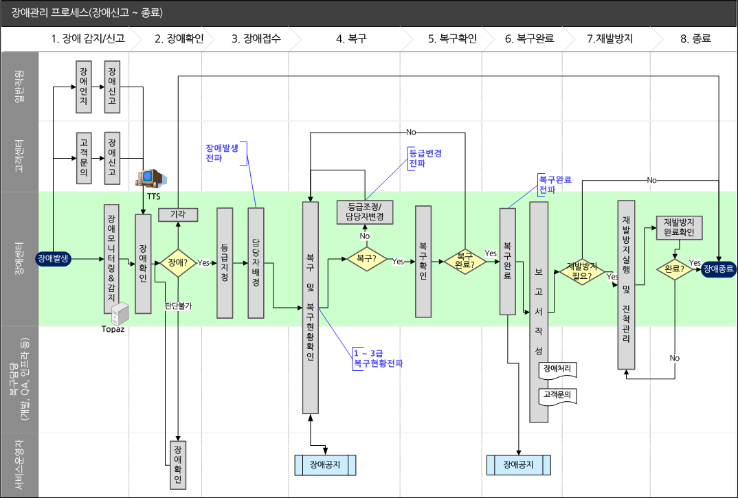 장애관리 프로세스(장애신고 ~ 종료)
1. 장애 감지/신고
2. 장애확인
3. 장애접수
4. 복구
5. 복구확인
6. 복구완료
7.재발방지
8. 종료
일반직원
장애인지
장애신고
고객센터
고객문의
장애신고
TTS
No
장애발생
전파
등급변경
전파
복구완료
전파
No
장애센터
장애발생
장애모니터링&감지
Topaz
장애확인
기각
장애?
Yes
판단불가
등급지정
담당자배정
복구 및 복구현황확인
등급조정/
담당자변경
No
복구?
Yes
복구확인
복구
완료?
Yes
복구완료
보고서작성
재발방지
필요?
Yes
재발방지실행 및 진척관리
재발방지
완료확인
완료?
Yes
장애종료
No
1 ~ 3급
복구현황전파
복구담당
(개발, QA, 인프라 등)
장애처리
고객문의
서비스운영자
장애확인
장애공지
장애공지